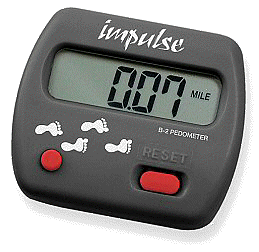 impulse
0.07 MILE
B-2 PEDOMETER
RESET